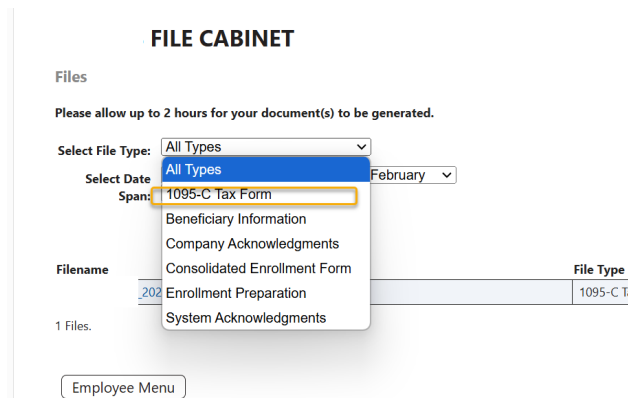 FILE CABINET
Files
Please allow up to 2 hours for your document(s) to be generated.
Select File Type: All Types
All Types
Select Date Span: February
1095-C Tax Form
Beneficiary Information
Company Acknowledgments
Consolidated Enrollment Form
Enrollment Preparation
System Acknowledgments
Filename File Type
_202 1095-C T
1 Files.
Employee Menu